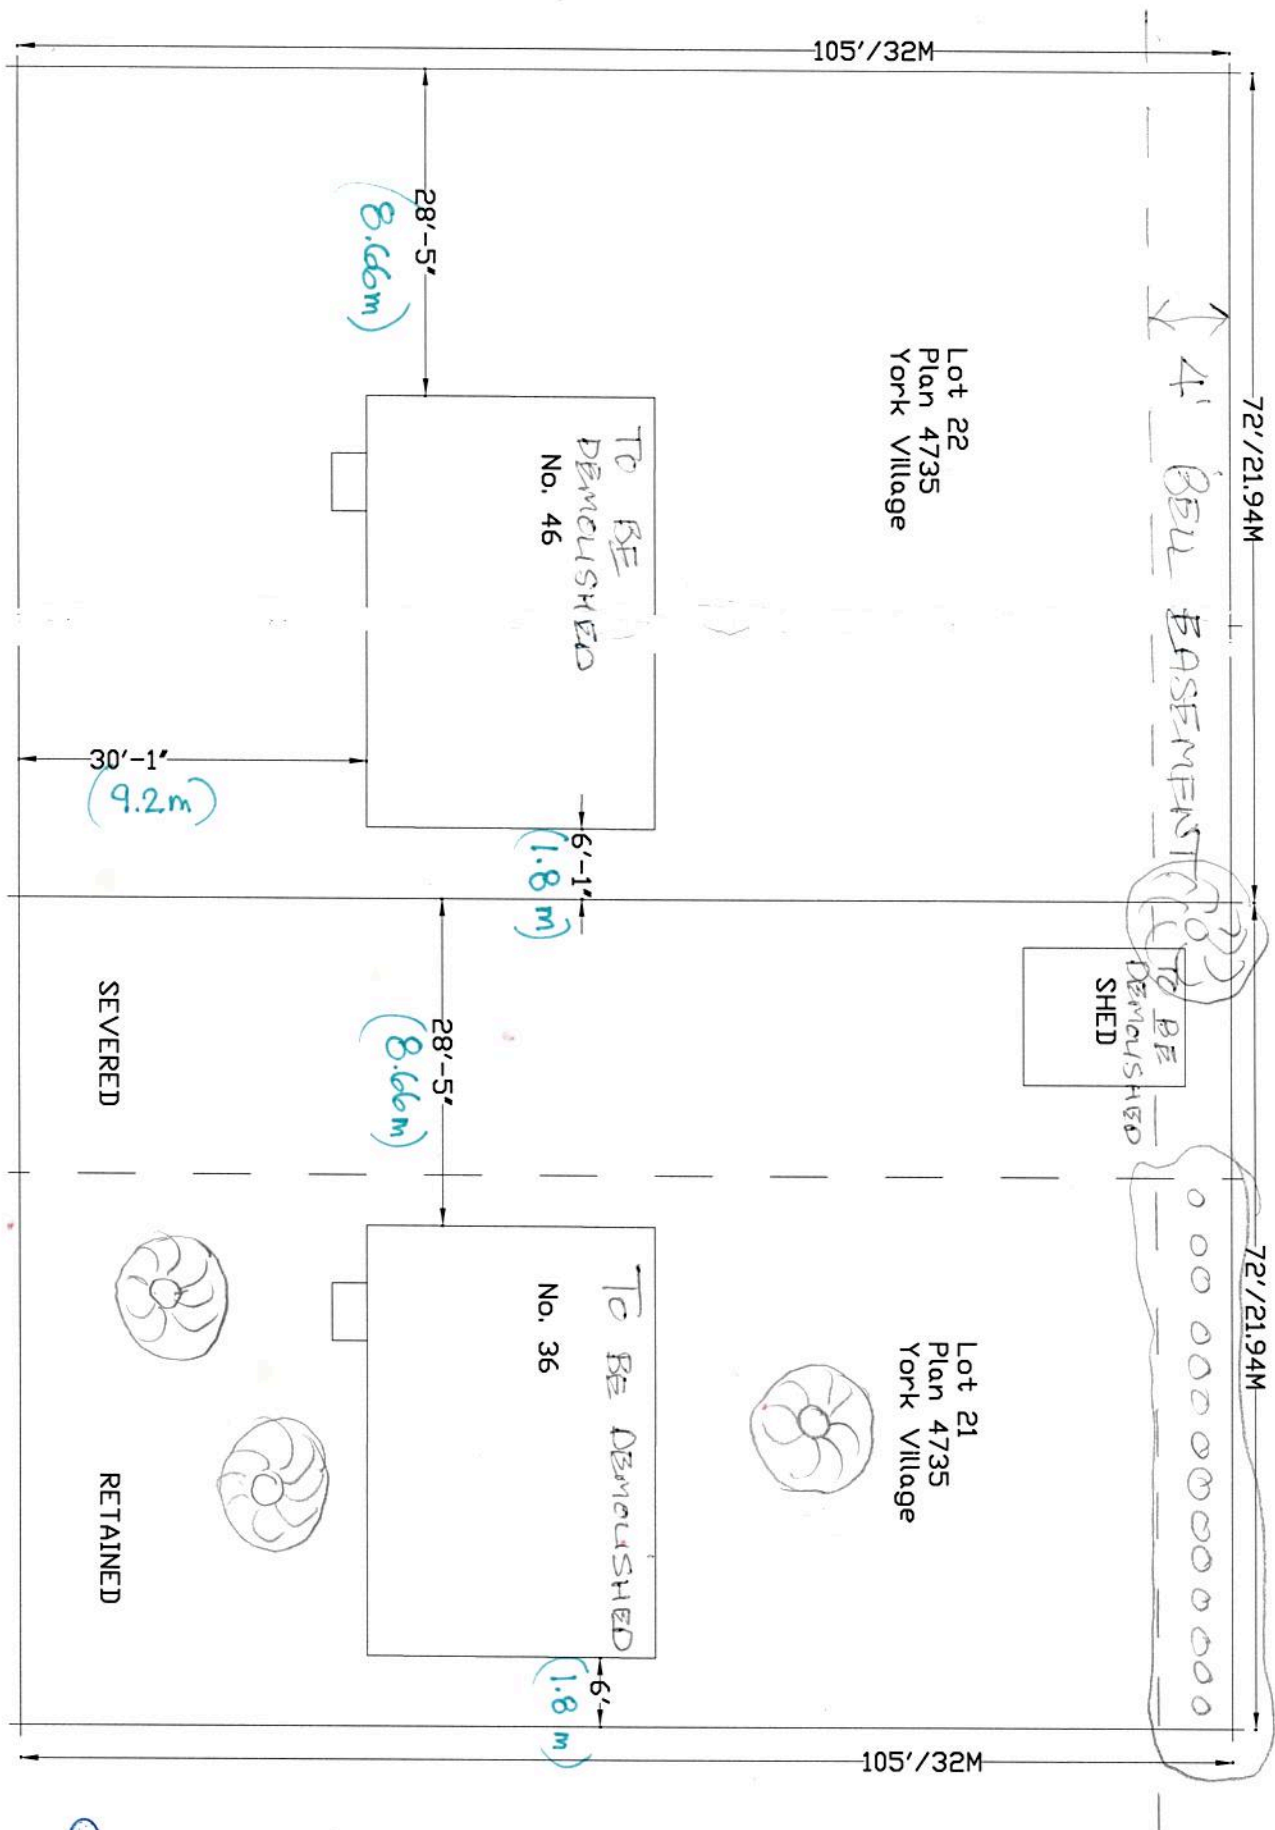 105'/32M
72'/21.94M
4' BELL EASEMENT
Lot 22
Plan 4735
York Village
28'-5"
(8.66m)
TO BE
DEMOLISHED
No. 46
30'-1"
(9.2m)
6'-1"
(1.8 m)
TO BE
DEMOLISHED
SHED
28'-5"
(8.66m)
SEVERED
72'/21.94M
Lot 21
Plan 4735
York Village
TO BE DEMOLISHED
No. 36
6'
(1.8 m)
RETAINED
105'/32M